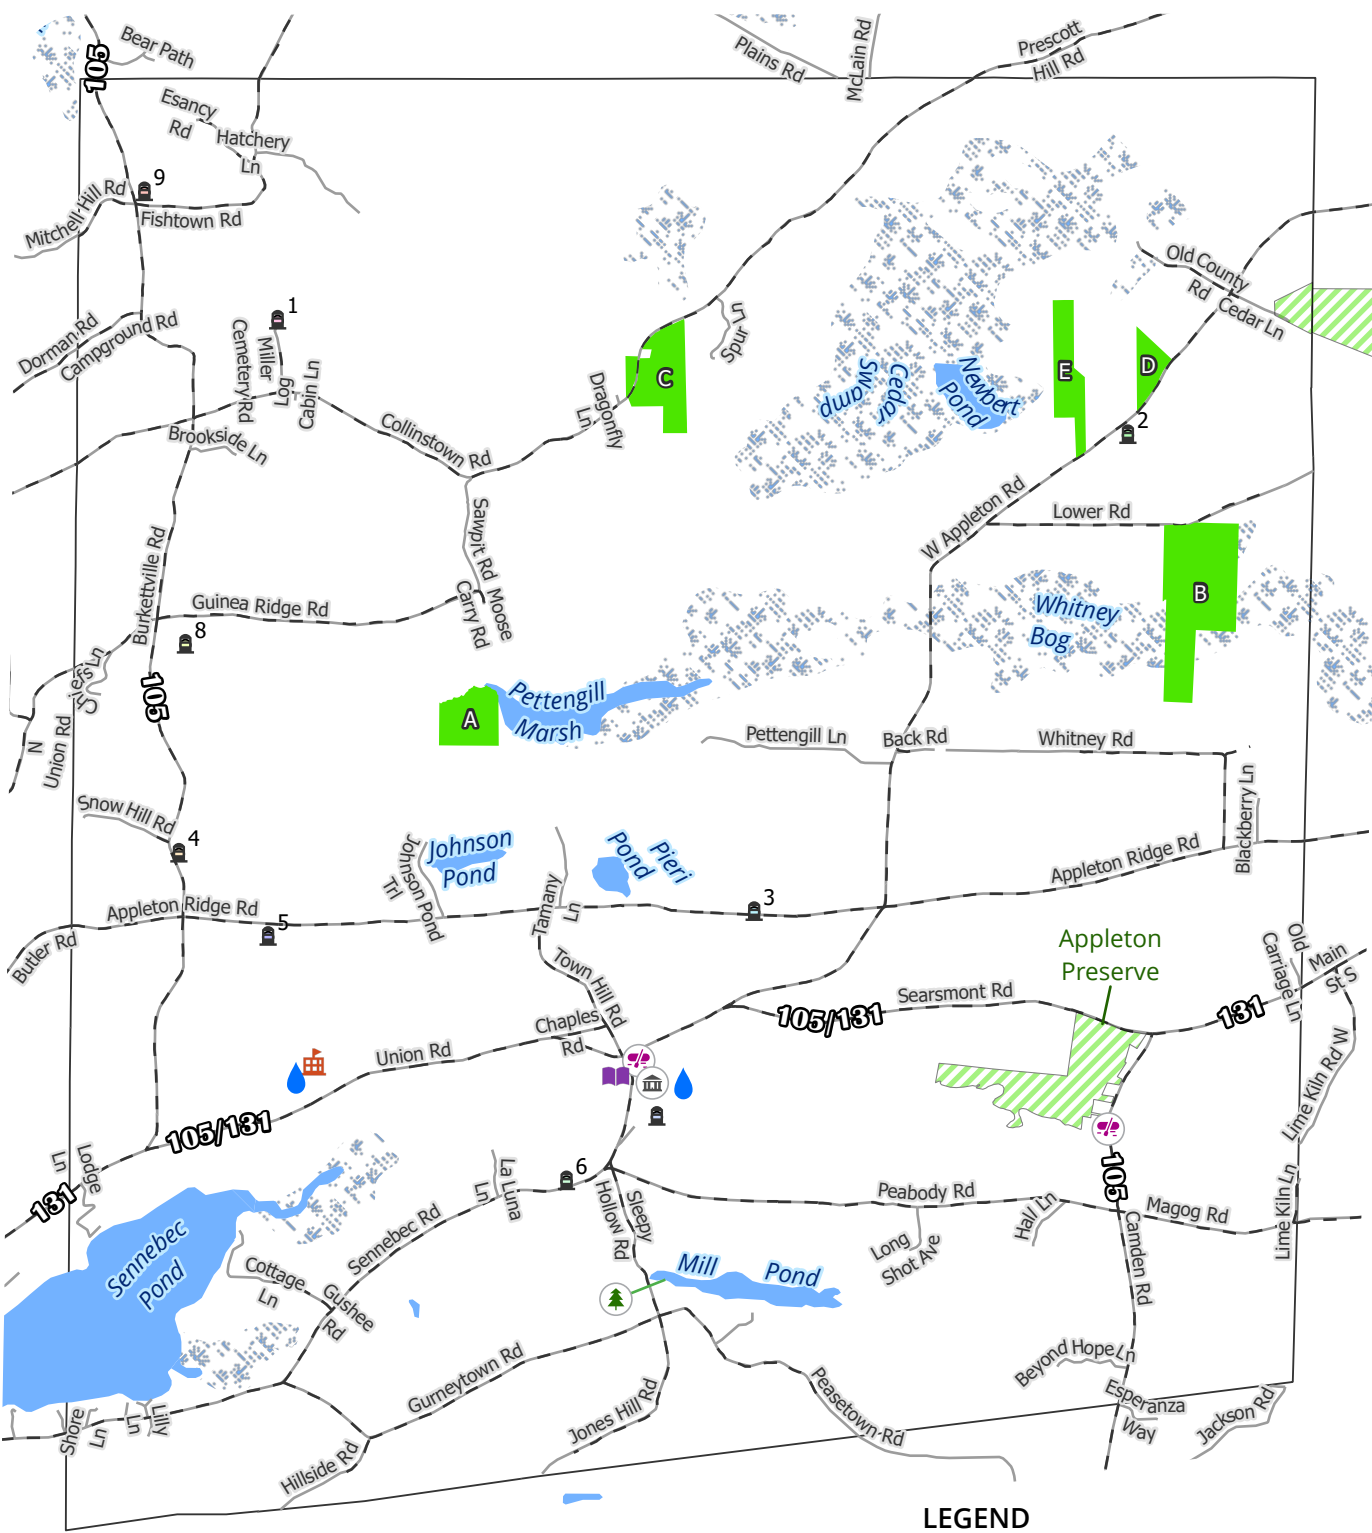 Bear Path
105
Plains Rd
McLain Rd
Prescott
Hill Rd
Esancy
Rd
Hatchery
Ln
9
Mitchell Hill Rd
Fishtown Rd
Old County
Rd
Cedar Ln
Dorman Rd
Campground Rd
1
Cemetery Rd
Miller
Log
Cabin Ln
Spur Ln
Dragonfly
Ln
C
Cedar
Swamp
Newbert
Pond
E
D
2
Brookside Ln
Collinstown Rd
W Appleton Rd
Lower Rd
Sawpit Rd
Burkettville Rd
Guinea Ridge Rd
Moose
Carry Rd
8
Whitney
Bog
B
Chiefs Ln
105
N
Union Rd
A
Pettengill
Marsh
Pettengill Ln
Back Rd
Whitney Rd
Snow Hill Rd
4
Johnson Pond
Trl
Johnson
Pond
Pieri
Pond
Blackberry Ln
Appleton Ridge Rd
Appleton Ridge Rd
Tamany
Ln
3
5
Butler Rd
Appleton
Preserve
Old
Carriage Ln
Main
St S
Town Hill Rd
Searsmont Rd
105/131
131
Chaples
Rd
Union Rd
Lime Kiln Rd W
105/131
Lodge
Ln
131
La Luna
Ln
6
Sleepy
Hollow Rd
Peabody Rd
105
Hall Ln
Magog Rd
Lime Kiln Ln
Camden Rd
Long
Shot Ave
Sennebec Rd
Sennebec
Pond
Cottage
Ln
Gushee
Rd
Mill Pond
Gurneytown Rd
Beyond Hope Ln
Peasetown Rd
Esperanza
Way
Jackson Rd
Jones Hill Rd
Shore
Ln
Lilly
Ln
Hillside Rd
LEGEND